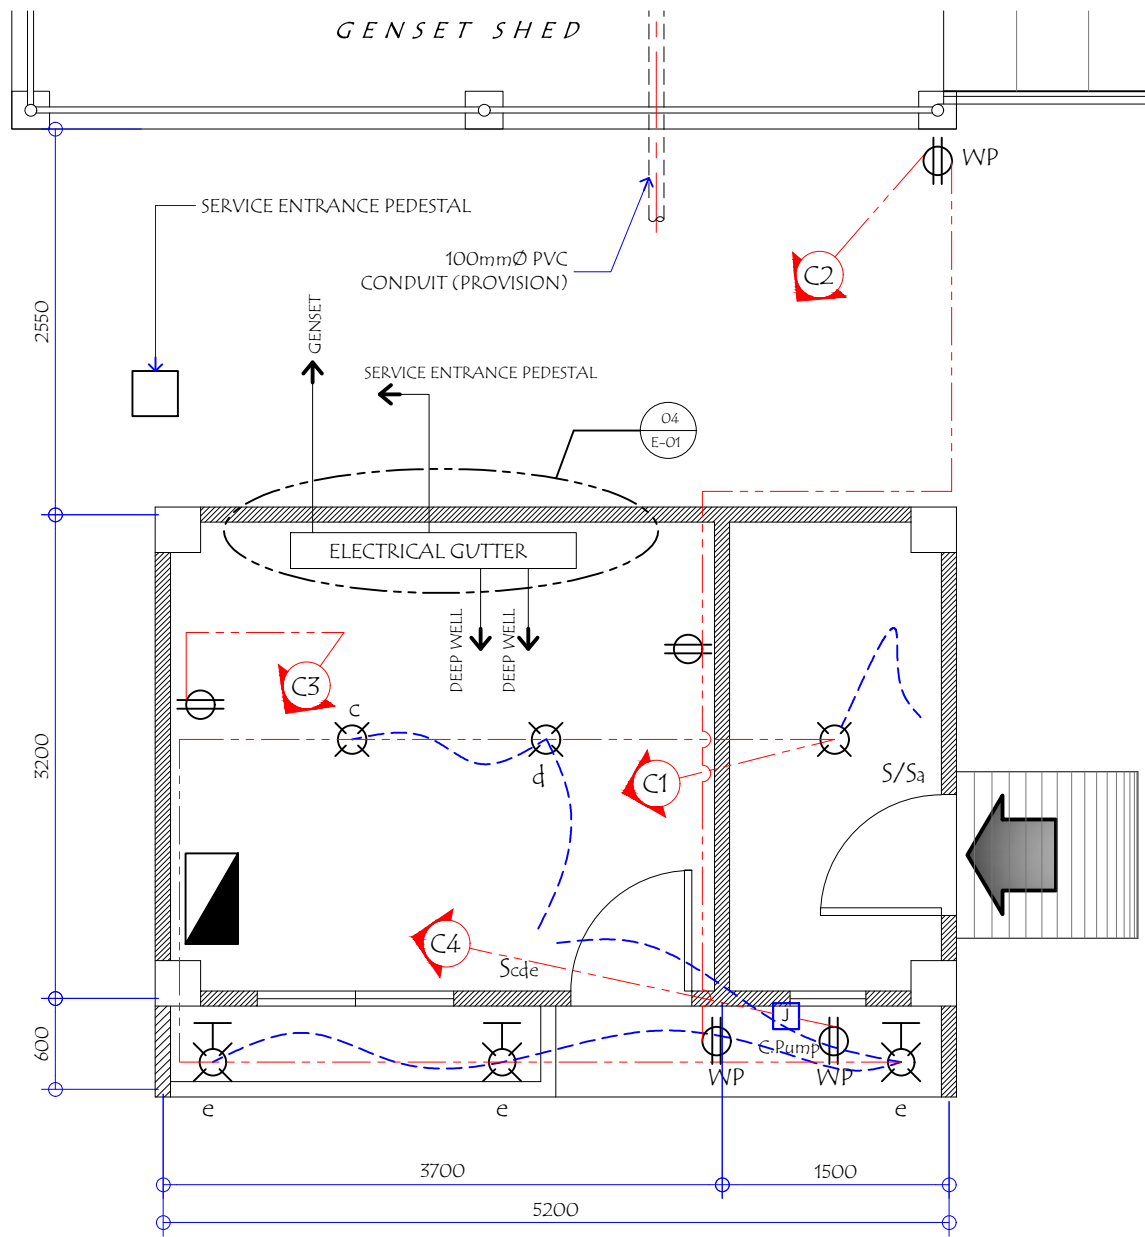 GENSET SHED
WP
SERVICE ENTRANCE PEDESTAL
100mmØ PVC
CONDUIT (PROVISION)
C2
2550
GENSET
SERVICE ENTRANCE PEDESTAL
04
E-01
ELECTRICAL GUTTER
DEEP WELL
DEEP WELL
C3
c
d
C1
S/Sa
3200
C4
Scde
J
C.Pump
600
WP
WP
e
e
e
3700
1500
5200